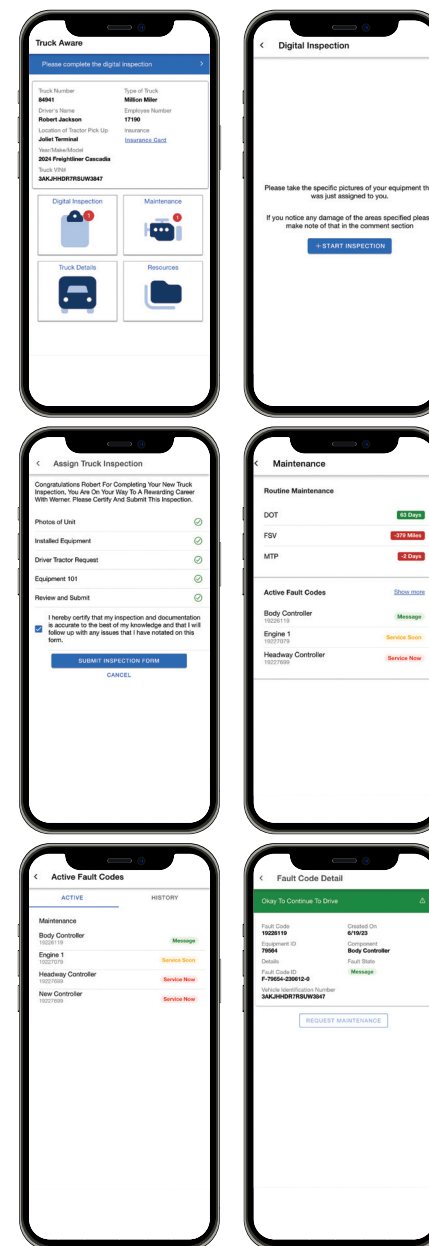 Truck Aware
Please complete the digital inspection
Truck Number
84941
Type of Truck
Million Miler
Driver's Name
Robert Jackson
Employee Number
17190
Location of Tractor Pick Up
Joliet Terminal
Insurance
Insurance Card
Year/Make/Model
2024 Freightliner Cascadia
Truck VIN#
3AKJHHDR7RSUW3847
Digital Inspection
1
Maintenance
1
Truck Details
Resources
Digital Inspection
Please take the specific pictures of your equipment th
was just assigned to you.
If you notice any damage of the areas specified pleas
make note of that in the comment section
+ START INSPECTION
Assign Truck Inspection
Congratulations Robert For Completing Your New Truck
Inspection, You Are On Your Way To A Rewarding Career
With Werner. Please Certify And Submit This Inspection.
Photos of Unit
Installed Equipment
Driver Tractor Request
Equipment 101
Review and Submit
I hereby certify that my inspection and documentation
is accurate to the best of my knowledge and that I will
follow up with any issues that I have notated on this
form.
SUBMIT INSPECTION FORM
CANCEL
Maintenance
Routine Maintenance
DOT
63 Days
FSV
-379 Miles
MTP
-2 Days
Active Fault Codes
Show more
Body Controller
19226119
Message
Engine 1
19227079
Service Soon
Headway Controller
19227699
Service Now
Active Fault Codes
ACTIVE
HISTORY
Maintenance
Body Controller
19226119
Message
Engine 1
19227079
Service Soon
Headway Controller
19227699
Service Now
New Controller
19227699
Service Now
Fault Code Detail
Okay To Continue To Drive
Fault Code
19226119
Created On
6/19/23
Equipment ID
79564
Component
Body Controller
Details
Fault State
Message
Fault Code ID
F-79654-230612-0
Vehicle Identification Number
3AKJHHDR7RSUW3847
REQUEST MAINTENANCE